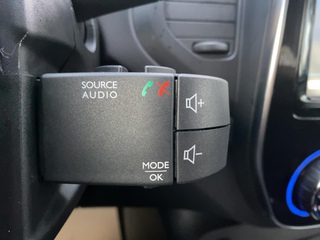 SOURCE
AUDIO
+
-
MODE
OK